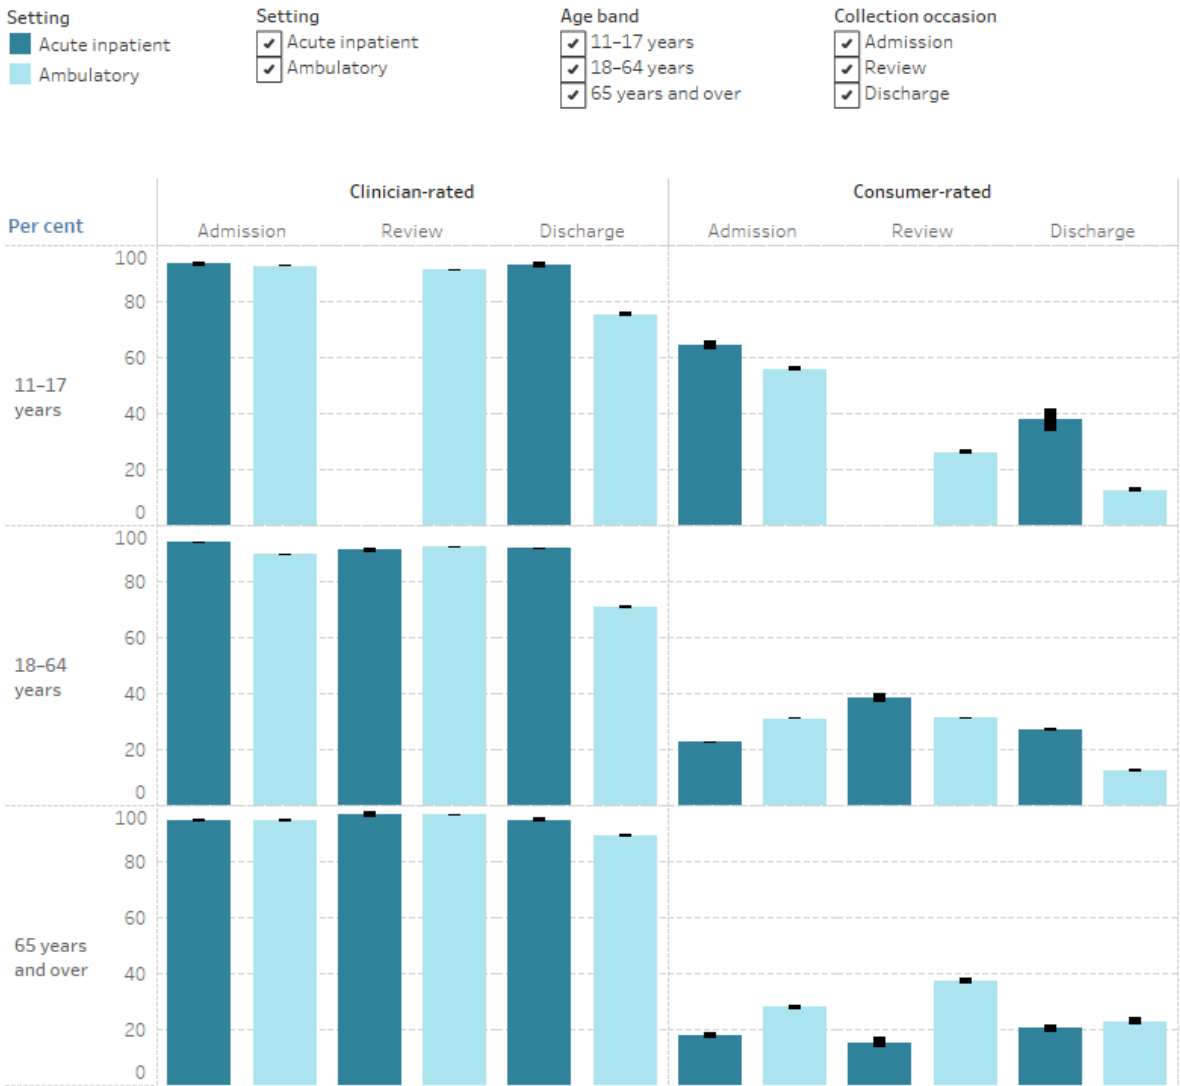 Setting
Acute inpatient
Ambulatory
Setting
Acute inpatient
Ambulatory
Age band
11–17 years
18–64 years
65 years and over
Collection occasion
Admission
Review
Discharge
Clinician-rated
Consumer-rated
Per cent
Admission
Review
Discharge
Admission
Review
Discharge
11–17
years
100
80
60
40
20
0
18–64
years
100
80
60
40
20
0
65 years
and over
100
80
60
40
20
0